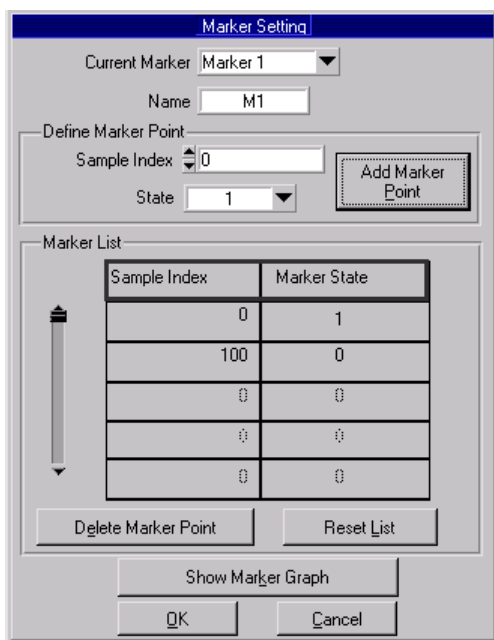 Marker Setting
Current Marker Marker 1
Name M1
Define Marker Point
Sample Index 0
State 1
Add Marker
Point
Marker List
Sample Index Marker State
0 1
100 0
0 0
0 0
0 0
Delete Marker Point Reset List
Show Marker Graph
OK Cancel